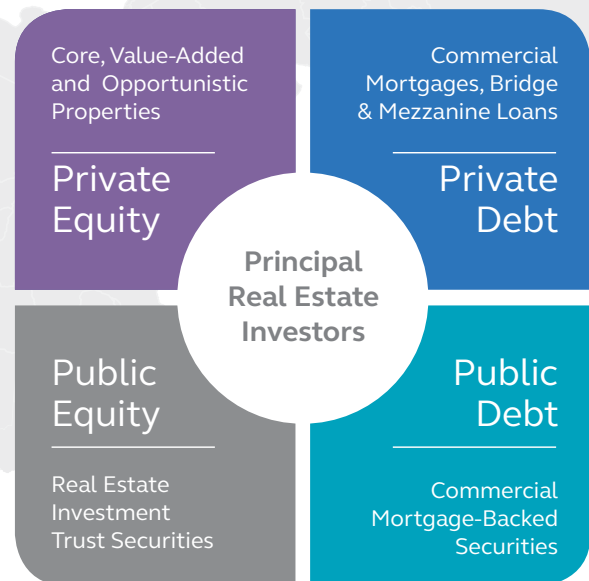 Core, Value-Added
and Opportunistic
Properties
Private
Equity
Commercial
Mortgages, Bridge
& Mezzanine Loans
Private
Debt
Principal
Real Estate
Investors
Public
Equity
Real Estate
Investment
Trust Securities
Public
Debt
Commercial
Mortgage-Backed
Securities